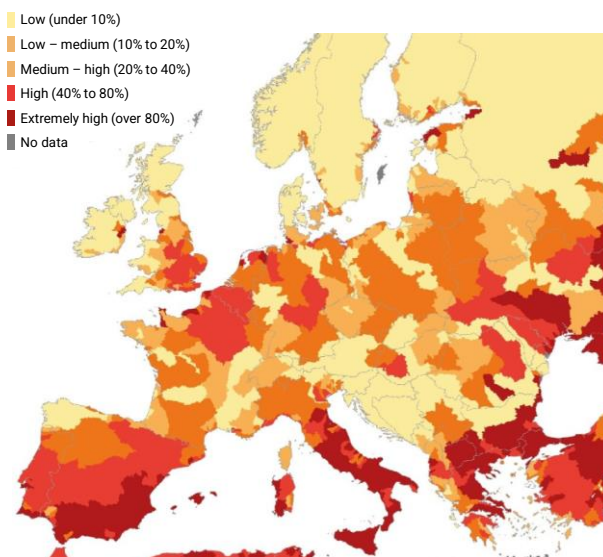 Low (under 10%)
Low – medium (10% to 20%)
Medium – high (20% to 40%)
High (40% to 80%)
Extremely high (over 80%)
No data